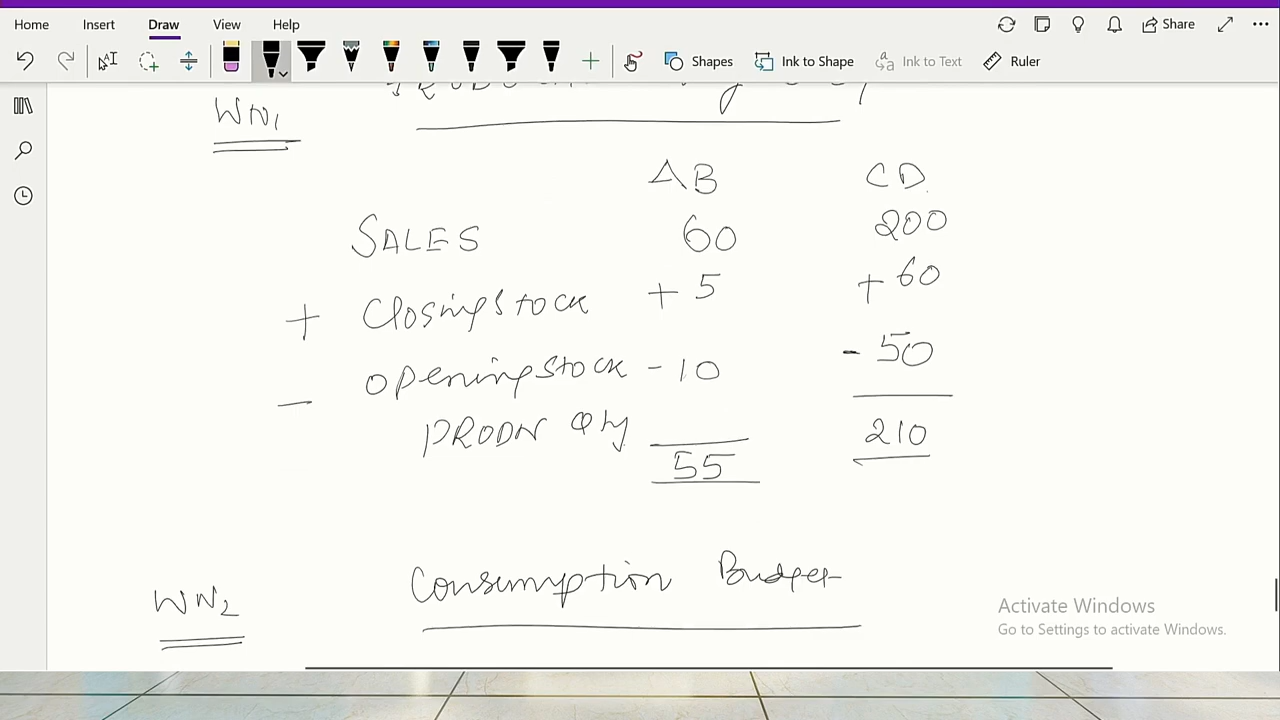 Home Insert Draw View Help Share
Shapes Ink to Shape Ink to Text Ruler
WN1
AB CD
SALES 60 200
+ Closing stock + 5 + 60
- opening stock - 10 - 50
PRODN Qty 55 210
WN2 Consumption Budget
Activate Windows
Go to Settings to activate Windows.